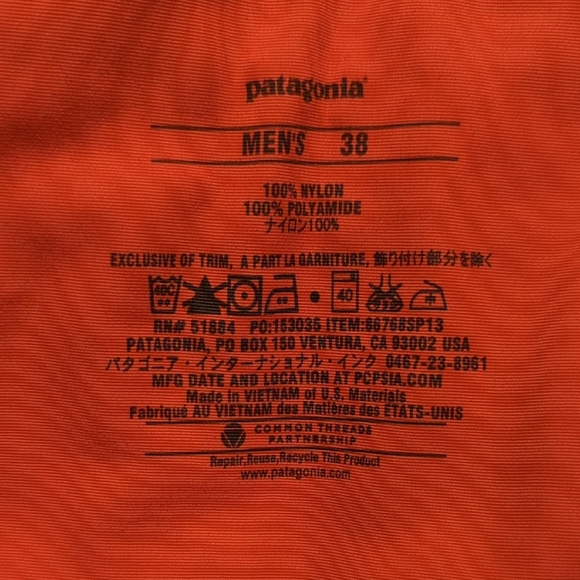 patagonia®
MEN'S 38
100% NYLON
100% POLYAMIDE
ナイロン100%
EXCLUSIVE OF TRIM, A PART LA GARNITURE, 飾り付け部分を除く
40C 40
RN# 51884 PO:183035 ITEM:86768SP13
PATAGONIA, PO BOX 150 VENTURA, CA 93002 USA
パタゴニア・インターナショナル・インク 0467-23-8961
MFG DATE AND LOCATION AT PCPSIA.COM
Made in VIETNAM of U.S. Materials
Fabriqué AU VIETNAM des Matières des ÉTATS-UNIS
COMMON THREADS
PARTNERSHIP
Repair,Reuse,Recycle This Product
www.patagonia.com